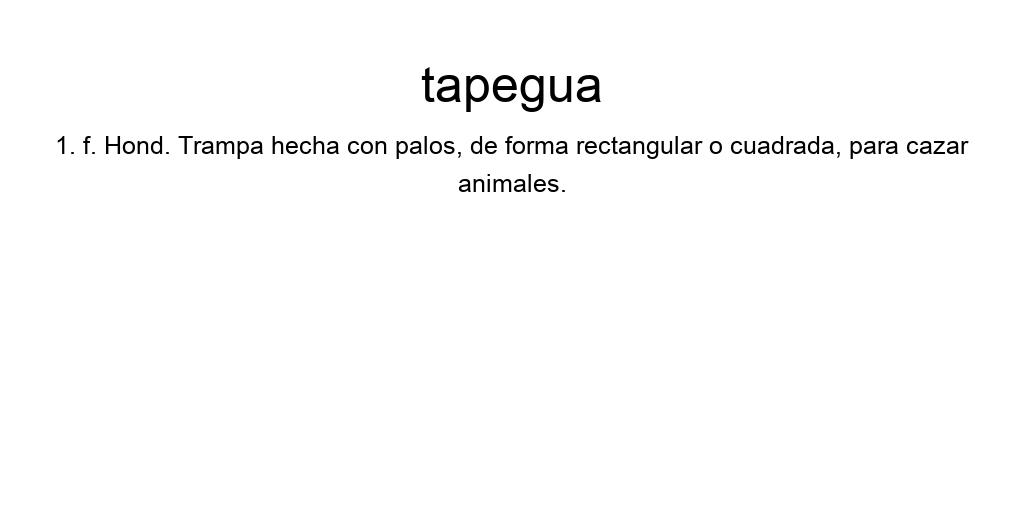 tapegua
1. f. Hond. Trampa hecha con palos, de forma rectangular o cuadrada, para cazar
animales.